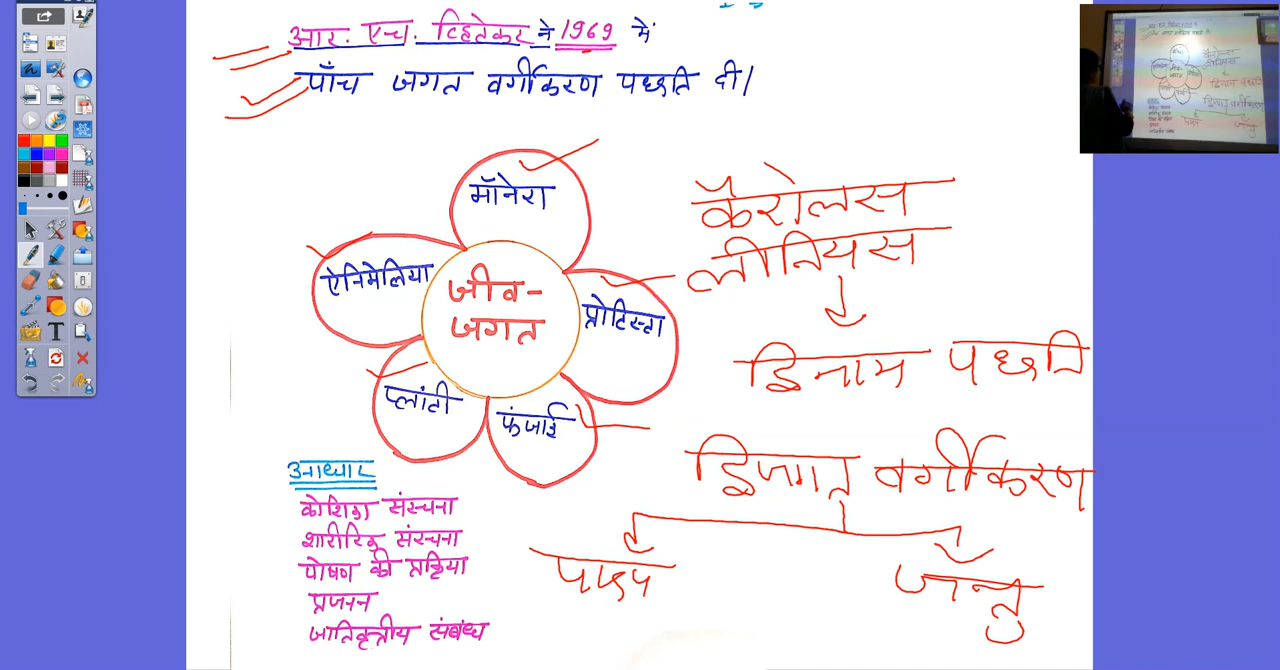 आर. एच. व्हिटेकर ने 1969 में
पाँच जगत वर्गीकरण पद्धति दी।
मॉनेरा
ऐनिमेलिया
जीव-
जगत
प्रोटिस्टा
प्लांटी
फंजाई
कैरोलस
लीनियस
द्विनाम पद्धति
द्विजगत वर्गीकरण
पादप
जन्तु
आधार
कोशिका संरचना
शारीरिक संरचना
पोषण की प्रक्रिया
प्रजनन
जातिवृत्तीय संबंध